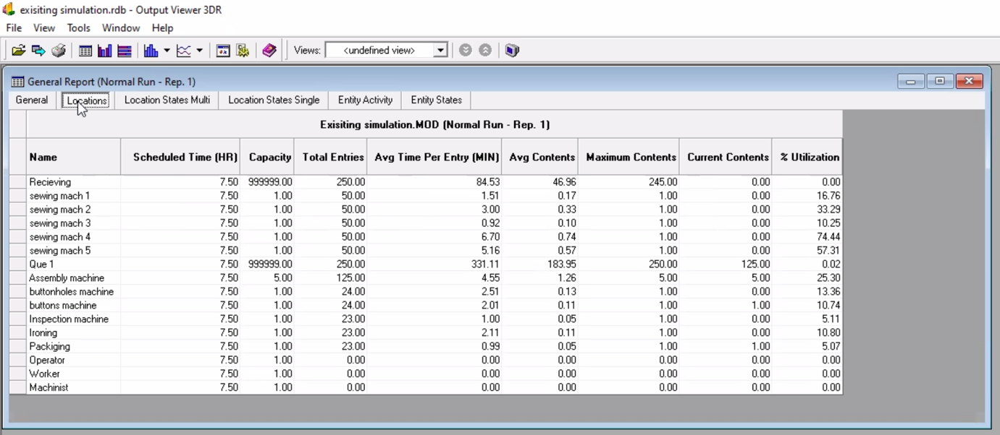 exisiting simulation.rdb - Output Viewer 3DR
File View Tools Window Help
Views: <undefined view>
General Report (Normal Run - Rep. 1)
General Locations Location States Multi Location States Single Entity Activity Entity States
Exisiting simulation.MOD (Normal Run - Rep. 1)
Name Scheduled Time (HR) Capacity Total Entries Avg Time Per Entry (MIN) Avg Contents Maximum Contents Current Contents % Utilization
Recieving 7.50 999999.00 250.00 84.53 46.96 245.00 0.00 0.00
sewing mach 1 7.50 1.00 50.00 1.51 0.17 1.00 0.00 16.76
sewing mach 2 7.50 1.00 50.00 3.00 0.33 1.00 0.00 33.29
sewing mach 3 7.50 1.00 50.00 0.92 0.10 1.00 0.00 10.25
sewing mach 4 7.50 1.00 50.00 6.70 0.74 1.00 0.00 74.44
sewing mach 5 7.50 1.00 50.00 5.16 0.57 1.00 0.00 57.31
Que 1 7.50 999999.00 250.00 331.11 183.95 250.00 125.00 0.02
Assembly machine 7.50 5.00 125.00 4.55 1.26 5.00 5.00 25.30
buttonholes machine 7.50 1.00 24.00 2.51 0.13 1.00 0.00 13.36
buttons machine 7.50 1.00 24.00 2.01 0.11 1.00 1.00 10.74
Inspection machine 7.50 1.00 23.00 1.00 0.05 1.00 0.00 5.11
Ironing 7.50 1.00 23.00 2.11 0.11 1.00 0.00 10.80
Packiging 7.50 1.00 23.00 0.99 0.05 1.00 1.00 5.07
Operator 7.50 1.00 0.00 0.00 0.00 0.00 0.00 0.00
Worker 7.50 1.00 0.00 0.00 0.00 0.00 0.00 0.00
Machinist 7.50 1.00 0.00 0.00 0.00 0.00 0.00 0.00